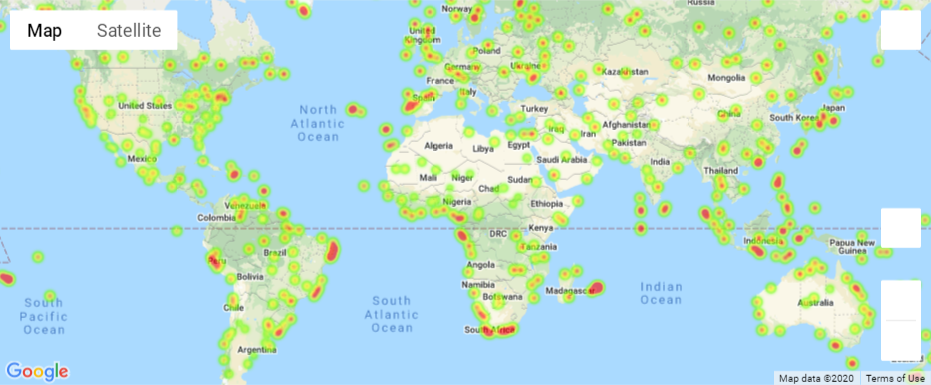 Map
Satellite
Norway
Russia
United
Kingdom
Poland
Germany
Ukraine
France
Kazakhstan
Mongolia
Italy
Spain
United States
Turkey
China
Japan
South Korea
North
Atlantic
Ocean
Iraq
Iran
Afghanistan
Pakistan
Algeria
Libya
Egypt
Mexico
Saudi Arabia
India
Thailand
Mali
Niger
Sudan
Chad
Nigeria
Ethiopia
Venezuela
Colombia
DRC
Kenya
Indonesia
Papua New
Guinea
Tanzania
Brazil
Peru
Angola
Bolivia
Namibia
Botswana
Madagascar
Indian
Ocean
South
Pacific
Ocean
South
Atlantic
Ocean
Chile
Australia
South Africa
Argentina
Google
Map data ©2020
Terms of Use